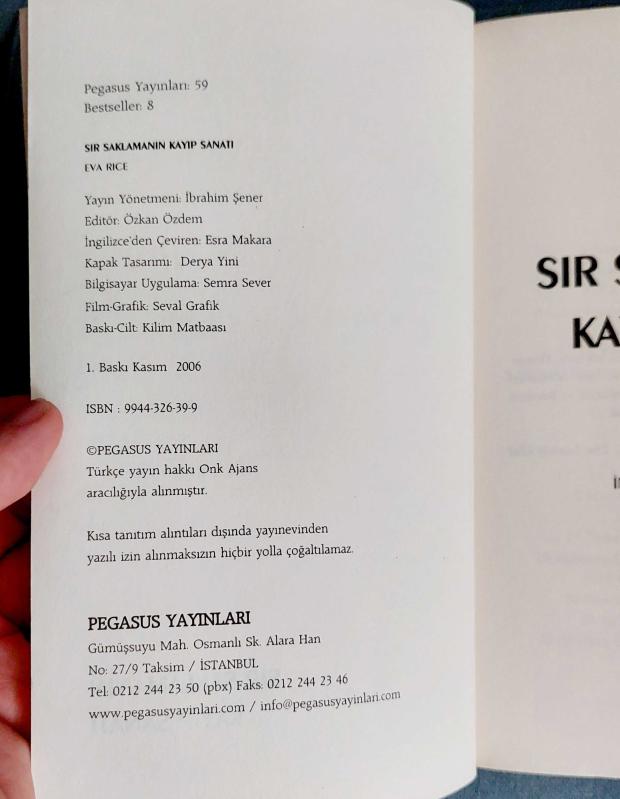 Pegasus Yayınları: 59
Bestseller: 8
SIR SAKLAMANIN KAYIP SANATI
EVA RICE
Yayın Yönetmeni: İbrahim Şener
Editör: Özkan Özdem
İngilizce'den Çeviren: Esra Makara
Kapak Tasarımı: Derya Yini
Bilgisayar Uygulama: Semra Sever
Film-Grafik: Seval Grafik
Baskı-Cilt: Kilim Matbaası
1. Baskı Kasım 2006
ISBN : 9944-326-39-9
©PEGASUS YAYINLARI
Türkçe yayın hakkı Onk Ajans
aracılığıyla alınmıştır.
Kısa tanıtım alıntıları dışında yayınevinden
yazılı izin alınmaksızın hiçbir yolla çoğaltılamaz.
PEGASUS YAYINLARI
Gümüşsuyu Mah. Osmanlı Sk. Alara Han
No: 27/9 Taksim / İSTANBUL
Tel: 0212 244 23 50 (pbx) Faks: 0212 244 23 46
www.pegasusyayinlari.com / info@pegasusyayinlari.com
SIR
KA